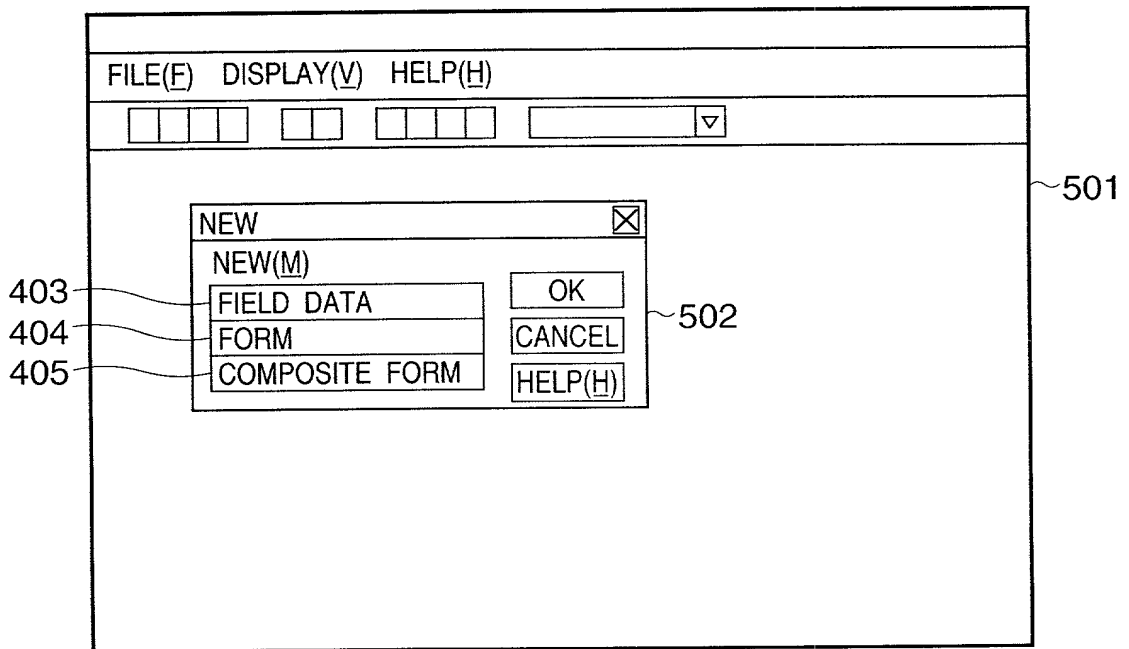 FILE(F) DISPLAY(V) HELP(H)
501
NEW
NEW(M)
403 FIELD DATA OK
502
404 FORM CANCEL
405 COMPOSITE FORM HELP(H)